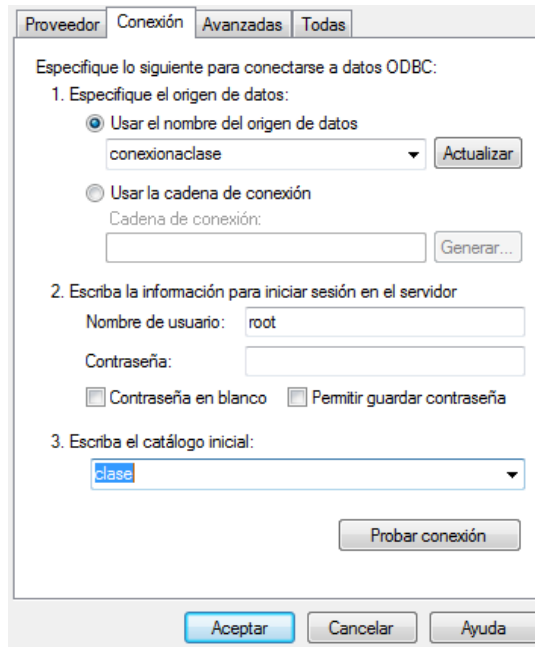 Proveedor Conexión Avanzadas Todas
Especifique lo siguiente para conectarse a datos ODBC:
1. Especifique el origen de datos:
Usar el nombre del origen de datos
conexionaclase Actualizar
Usar la cadena de conexión
Cadena de conexión:
Generar...
2. Escriba la información para iniciar sesión en el servidor
Nombre de usuario: root
Contraseña:
Contraseña en blanco Permitir guardar contraseña
3. Escriba el catálogo inicial:
clase
Probar conexión
Aceptar Cancelar Ayuda